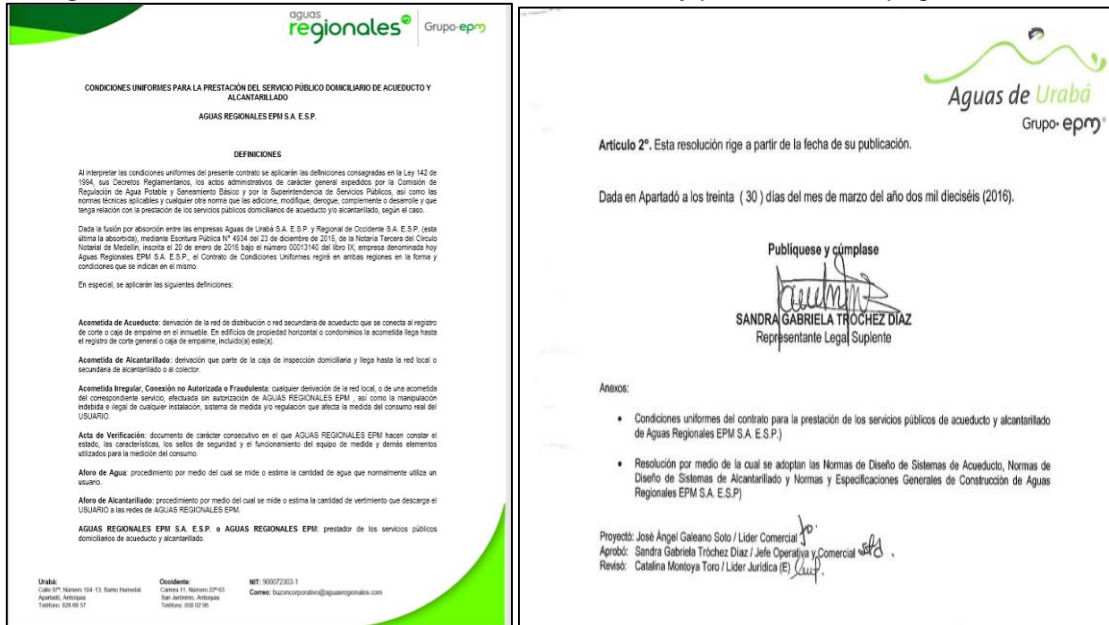 aguas
regionales
Grupo·epm
CONDICIONES UNIFORMES PARA LA PRESTACIÓN DEL SERVICIO PÚBLICO DOMICILIARIO DE ACUEDUCTO Y
ALCANTARILLADO
AGUAS REGIONALES EPM S.A. E.S.P.
DEFINICIONES
Al interpretar las condiciones uniformes del presente contrato se aplicarán las definiciones consagradas en la Ley 142 de
1994, sus Decretos Reglamentarios, los actos administrativos de carácter general expedidos por la Comisión de
Regulación de Agua Potable y Saneamiento Básico y por la Superintendencia de Servicios Públicos, así como las
normas técnicas aplicables y cualquier otra norma que las adicione, modifique, derogue, complemente o desarrolle y que
tenga relación con la prestación de los servicios públicos domiciliarios de acueducto y/o alcantarillado, según el caso.
Dada la fusión por absorción entre las empresas Aguas de Urabá S.A. E.S.P. y Regional de Occidente S.A. E.S.P. (esta
última la absorbida), mediante Escritura Pública N° 4934 del 23 de diciembre de 2015, de la Notaría Tercera del Círculo
Notarial de Medellín, inscrita el 20 de enero de 2016 bajo el número 00013140 del libro IX, empresa denominada hoy
Aguas Regionales EPM S.A. E.S.P., el Contrato de Condiciones Uniformes regirá en ambas regiones en la forma y
condiciones que se indican en el mismo.
En especial, se aplicarán las siguientes definiciones:
Acometida de Acueducto: derivación de la red de distribución o red secundaria de acueducto que se conecta al registro
de corte o caja de empalme en el inmueble. En edificios de propiedad horizontal o condominios la acometida llega hasta
el registro de corte general o caja de empalme, incluido(a) este(a).
Acometida de Alcantarillado: derivación que parte de la caja de inspección domiciliaria y llega hasta la red local o
secundaria de alcantarillado o al colector.
Acometida Irregular, Conexión no Autorizada o Fraudulenta: cualquier derivación de la red local, o de una acometida
del correspondiente servicio, efectuada sin autorización de AGUAS REGIONALES EPM , así como la manipulación
indebida e ilegal de cualquier instalación, sistema de medida y/o regulación que afecta la medida del consumo real del
USUARIO.
Acta de Verificación: documento de carácter consecutivo en el que AGUAS REGIONALES EPM hacen constar el
estado, las características, los sellos de seguridad y el funcionamiento del equipo de medida y demás elementos
utilizados para la medición del consumo.
Aforo de Agua: procedimiento por medio del cual se mide o estima la cantidad de agua que normalmente utiliza un
usuario.
Aforo de Alcantarillado: procedimiento por medio del cual se mide o estima la cantidad de vertimiento que descarga el
USUARIO a las redes de AGUAS REGIONALES EPM.
AGUAS REGIONALES EPM S.A. E.S.P. o AGUAS REGIONALES EPM: prestador de los servicios públicos
domiciliarios de acueducto y alcantarillado.
Urabá:
Apartadó, Antioquia
Teléfono: 828 66 57
Occidente:
San Jerónimo, Antioquia
Teléfono: 858 02 96
NIT: 900072303-1
Correo: buzoncorporativo@aguasregionales.com
Aguas de Urabá
Grupo·epm
Articulo 2°. Esta resolución rige a partir de la fecha de su publicación.
Dada en Apartadó a los treinta ( 30 ) días del mes de marzo del año dos mil dieciséis (2016).
Publíquese y cúmplase
SANDRA GABRIELA TRÓCHEZ DÍAZ
Representante Legal Suplente
Anexos:
• Condiciones uniformes del contrato para la prestación de los servicios públicos de acueducto y alcantarillado
de Aguas Regionales EPM S.A. E.S.P.)
• Resolución por medio de la cual se adoptan las Normas de Diseño de Sistemas de Acueducto, Normas de
Diseño de Sistemas de Alcantarillado y Normas y Especificaciones Generales de Construcción de Aguas
Regionales EPM S.A. E.S.P)
Proyectó: José Ángel Galeano Soto / Líder Comercial
Aprobó: Sandra Gabriela Tróchez Díaz / Jefe Operativa y Comercial
Revisó: Catalina Montoya Toro / Líder Jurídica (E)